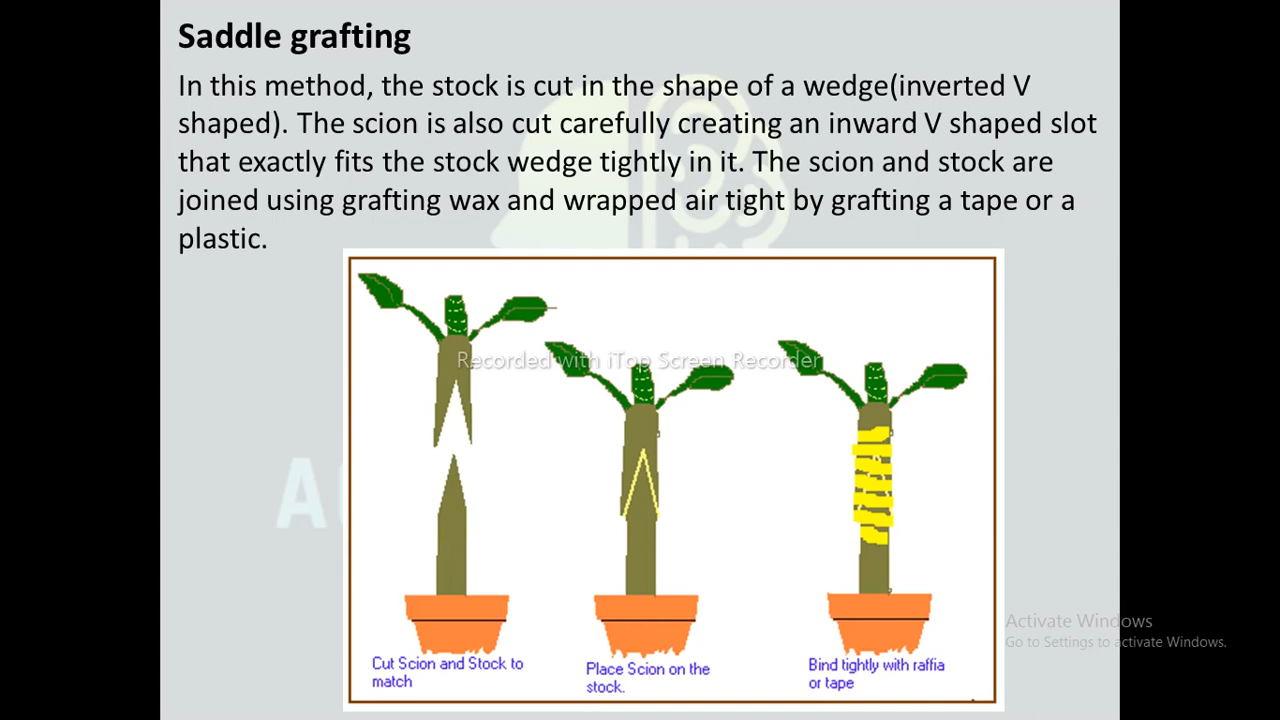 Saddle grafting
In this method, the stock is cut in the shape of a wedge(inverted V
shaped). The scion is also cut carefully creating an inward V shaped slot
that exactly fits the stock wedge tightly in it. The scion and stock are
joined using grafting wax and wrapped air tight by grafting a tape or a
plastic.
Recorded with iTop Screen Recorder
Cut Scion and Stock to
match
Place Scion on the
stock.
Bind tightly with raffia
or tape
Activate Windows
Go to Settings to activate Windows.